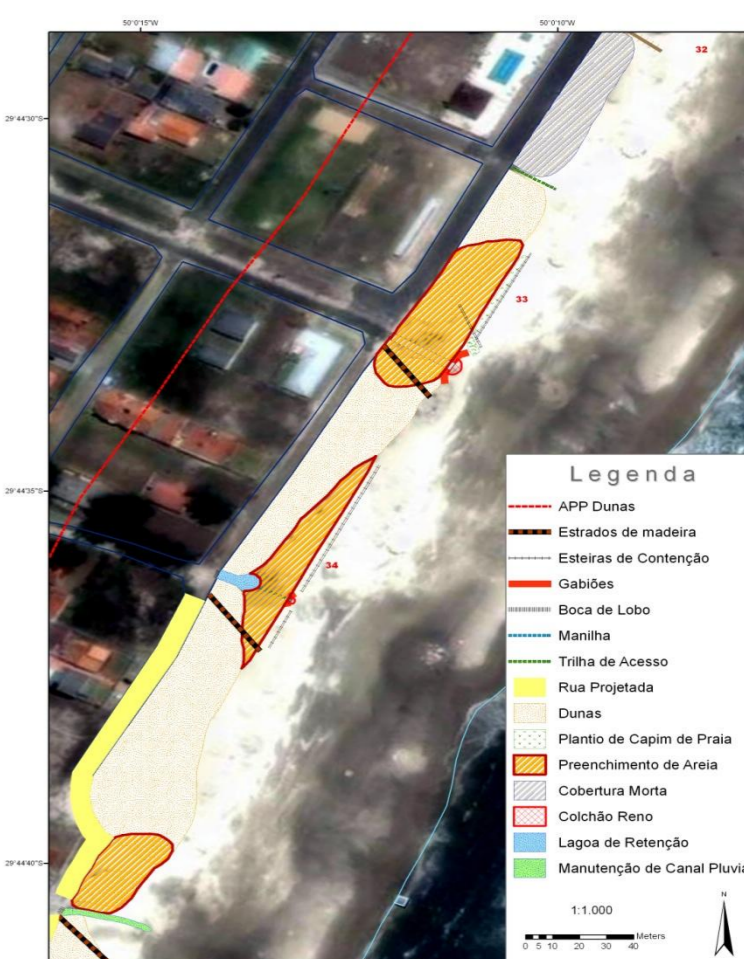 50°0'15"W
50°0'10"W
32
29°44'30"S
33
29°44'35"S
34
29°44'40"S
Legenda
APP Dunas
Estrados de madeira
Esteiras de Contenção
Gabiões
Boca de Lobo
Manilha
Trilha de Acesso
Rua Projetada
Dunas
Plantio de Capim de Praia
Preenchimento de Areia
Cobertura Morta
Colchão Reno
Lagoa de Retenção
Manutenção de Canal Pluvia
1:1.000
N
Meters
0 5 10 20 30 40